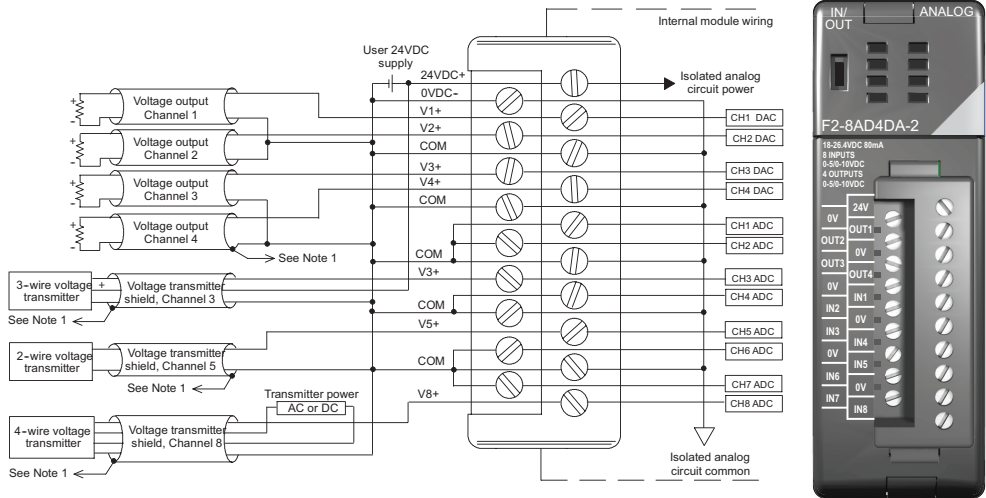 Internal module wiring
User 24VDC
supply
24VDC+
0VDC-
V1+
V2+
COM
V3+
V4+
COM
COM
V3+
COM
V5+
COM
V8+
+
-
Voltage output
Channel 1
+
-
Voltage output
Channel 2
+
-
Voltage output
Channel 3
+
-
Voltage output
Channel 4
See Note 1
3-wire voltage
transmitter
+
Voltage transmitter
shield, Channel 3
See Note 1
2-wire voltage
transmitter
Voltage transmitter
shield, Channel 5
See Note 1
Transmitter power
AC or DC
4-wire voltage
transmitter
Voltage transmitter
shield, Channel 8
See Note 1
Isolated analog
circuit power
CH1 DAC
CH2 DAC
CH3 DAC
CH4 DAC
CH1 ADC
CH2 ADC
CH3 ADC
CH4 ADC
CH5 ADC
CH6 ADC
CH7 ADC
CH8 ADC
Isolated analog
circuit common
IN/
OUT
ANALOG
F2-8AD4DA-2
18-26.4VDC 80mA
8 INPUTS
0-5/0-10VDC
4 OUTPUTS
0-5/0-10VDC
24V
0V
OUT1
OUT2
0V
OUT3
OUT4
0V
IN1
IN2
0V
IN3
IN4
0V
IN5
IN6
0V
IN7
IN8